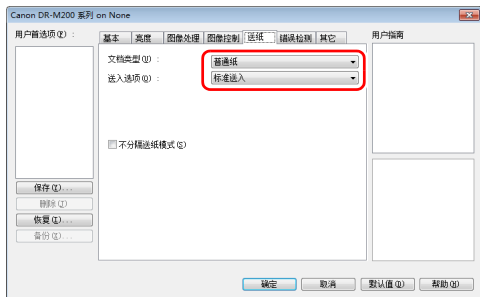 Canon DR-M200 系列 on None
用户首选项(P) :
基本 亮度 图像处理 图像控制 送纸 错误检测 其它
用户指南
文档类型(U) :
普通纸
送入选项(O) :
标准送入
不分隔送纸模式(S)
保存(Y)...
删除(Z)
恢复(E)...
备份(G)...
确定
取消
默认值(Q)
帮助(H)